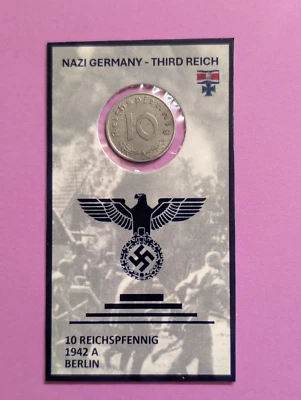 NAZI GERMANY - THIRD REICH
Reichspfennig
10
10 REICHSPFENNIG
1942 A
BERLIN